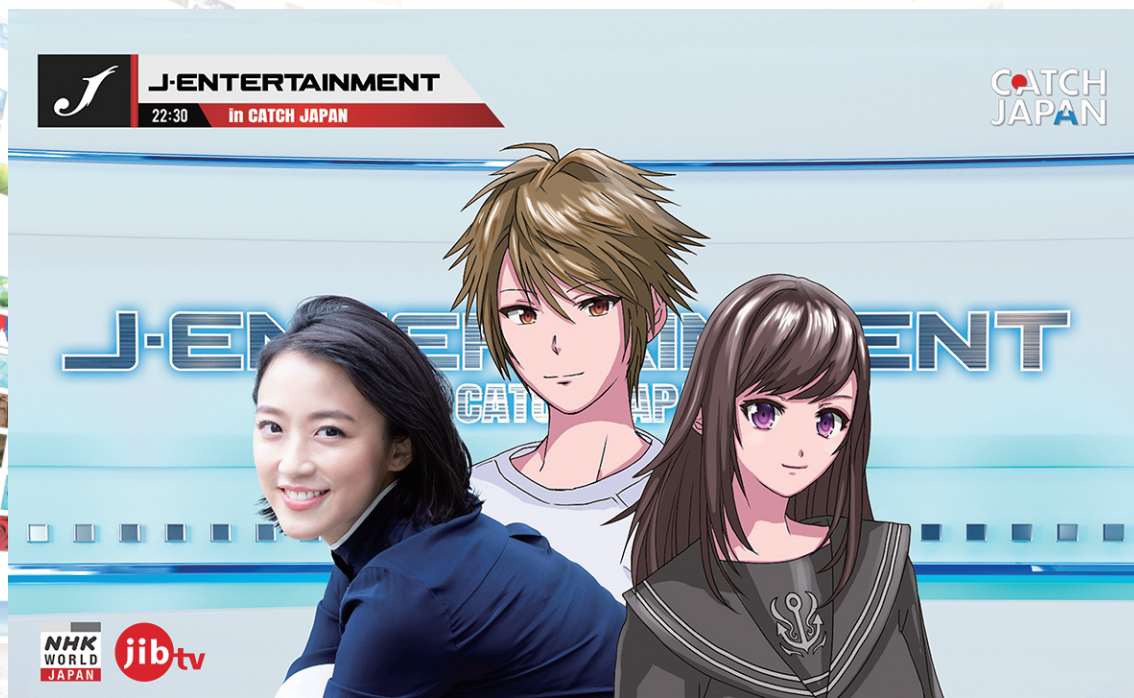 J J-ENTERTAINMENT
22:30 in CATCH JAPAN
CATCH
JAPAN
NHK
WORLD
JAPAN
jibtv